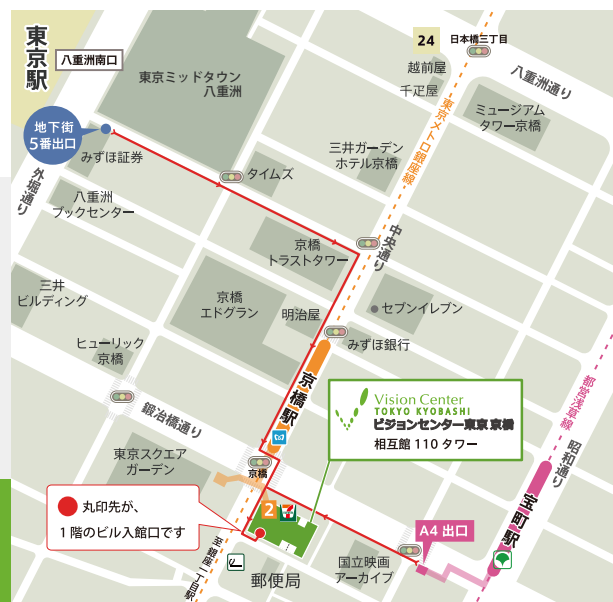 東京駅
八重洲南口
東京ミッドタウン
八重洲
24
日本橋三丁目
越前屋
千疋屋
八重洲通り
ミュージアム
タワー京橋
東京メトロ銀座線
地下街
5番出口
みずほ証券
タイムズ
三井ガーデン
ホテル京橋
外堀通り
八重洲
ブックセンター
中央通り
京橋
トラストタワー
三井
ビルディング
京橋
エドグラン
明治屋
セブンイレブン
みずほ銀行
ヒューリック
京橋
京橋駅
都営浅草線
昭和通り
鍛冶橋通り
Vision Center
TOKYO KYOBASHI
ビジョンセンター東京 京橋
相互館 110 タワー
東京スクエア
ガーデン
京橋
丸印先が、
1階のビル入館口です
2
7
A4 出口
宝町駅
至銀座一丁目駅
郵便局
国立映画
アーカイブ